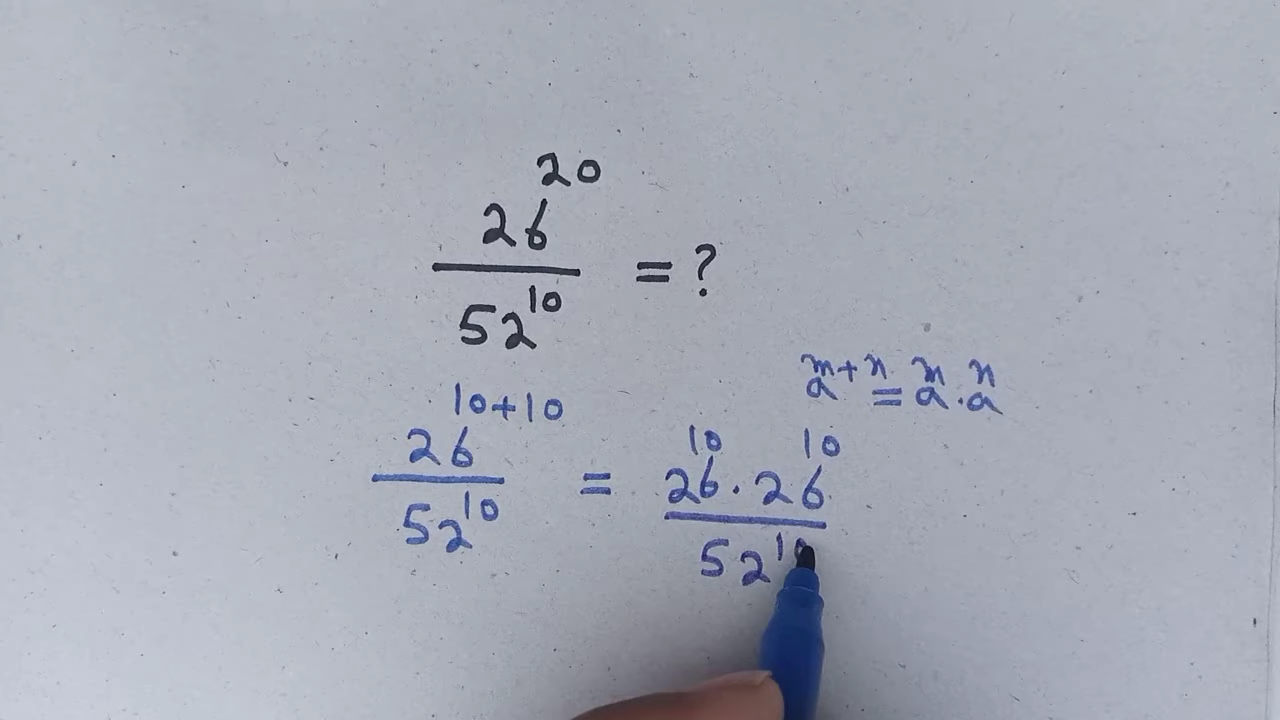 26^20 / 52^10 = ?
a^m+n = a^m . a^n
26^10+10 / 52^10 = 26^10 . 26^10 / 52^10